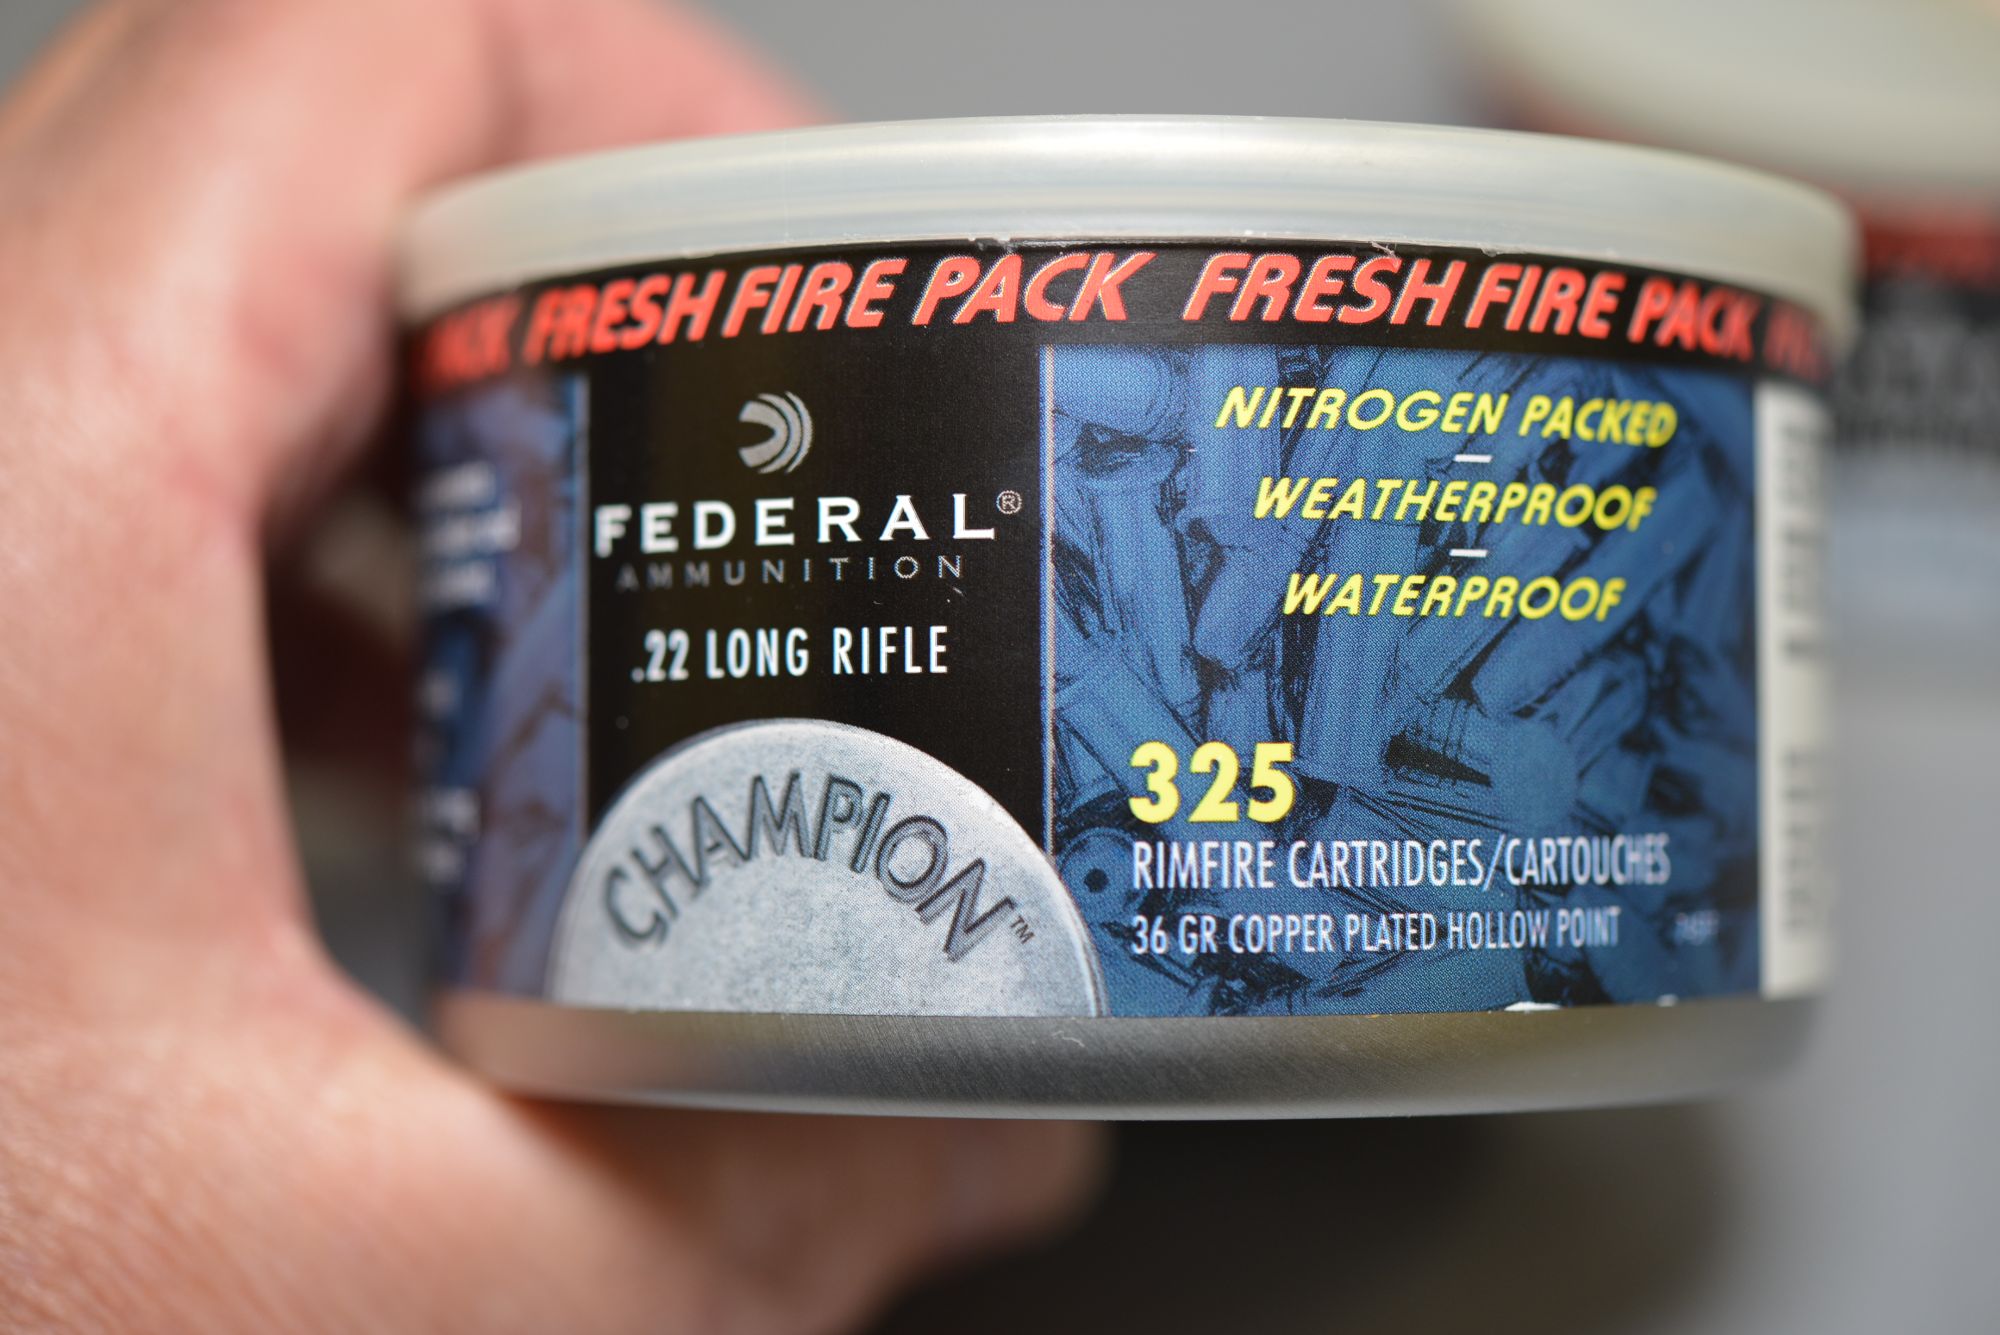 PACK FRESH FIRE PACK FRESH FIRE PACK
FEDERAL®
AMMUNITION
.22 LONG RIFLE
CHAMPION™
NITROGEN PACKED
–
WEATHERPROOF
–
WATERPROOF
325
RIMFIRE CARTRIDGES/CARTOUCHES
36 GR COPPER PLATED HOLLOW POINT